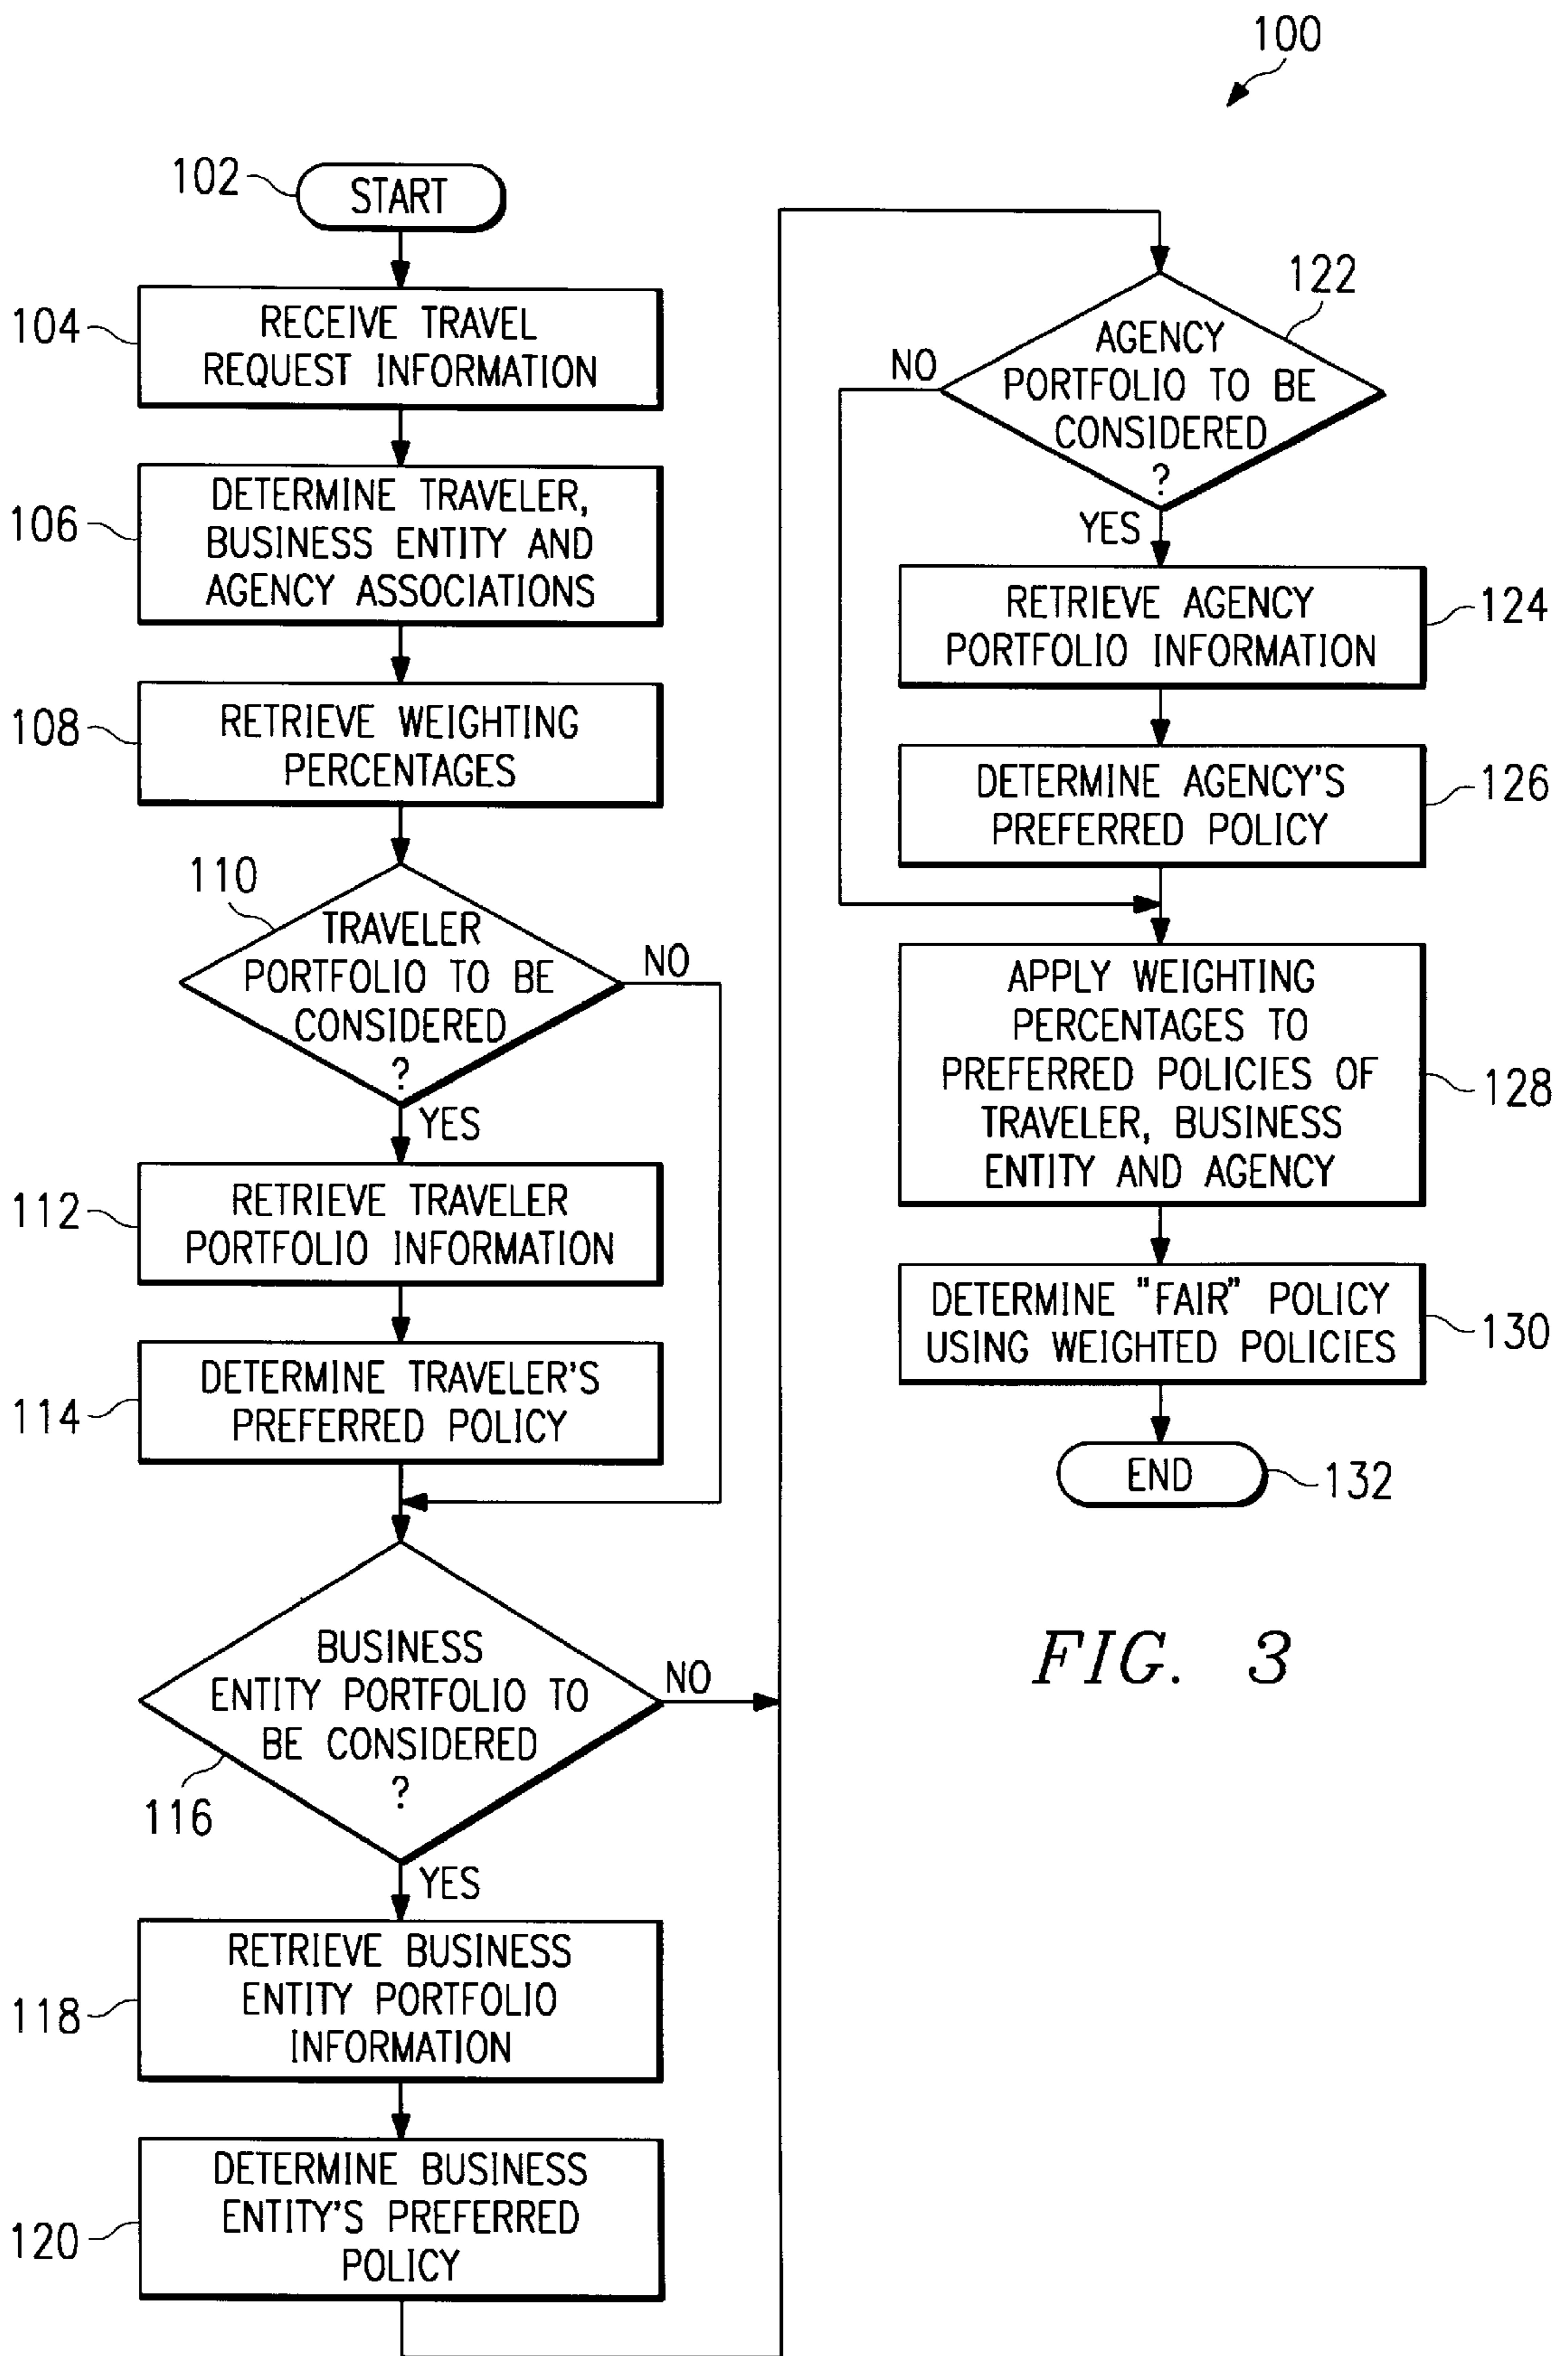 100
102
START
104
RECEIVE TRAVEL
REQUEST INFORMATION
106
DETERMINE TRAVELER,
BUSINESS ENTITY AND
AGENCY ASSOCIATIONS
108
RETRIEVE WEIGHTING
PERCENTAGES
110
TRAVELER
PORTFOLIO TO BE
CONSIDERED
?
NO
YES
112
RETRIEVE TRAVELER
PORTFOLIO INFORMATION
114
DETERMINE TRAVELER'S
PREFERRED POLICY
BUSINESS
ENTITY PORTFOLIO TO
BE CONSIDERED
?
116
NO
YES
118
RETRIEVE BUSINESS
ENTITY PORTFOLIO
INFORMATION
120
DETERMINE BUSINESS
ENTITY'S PREFERRED
POLICY
122
AGENCY
PORTFOLIO TO BE
CONSIDERED
?
NO
YES
RETRIEVE AGENCY
PORTFOLIO INFORMATION
124
DETERMINE AGENCY'S
PREFERRED POLICY
126
APPLY WEIGHTING
PERCENTAGES TO
PREFERRED POLICIES OF
TRAVELER, BUSINESS
ENTITY AND AGENCY
128
DETERMINE "FAIR" POLICY
USING WEIGHTED POLICIES
130
END
132
FIG. 3